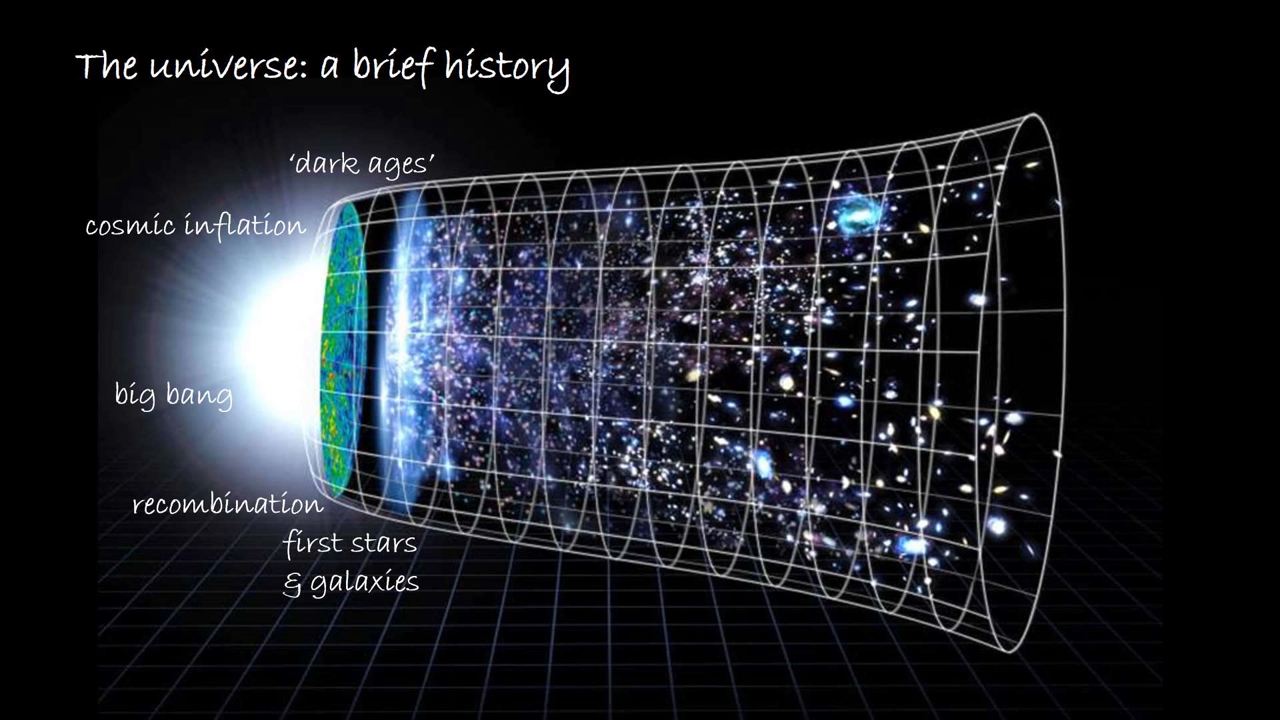 The universe: a brief history
'dark ages'
cosmic inflation
big bang
recombination
first stars
& galaxies